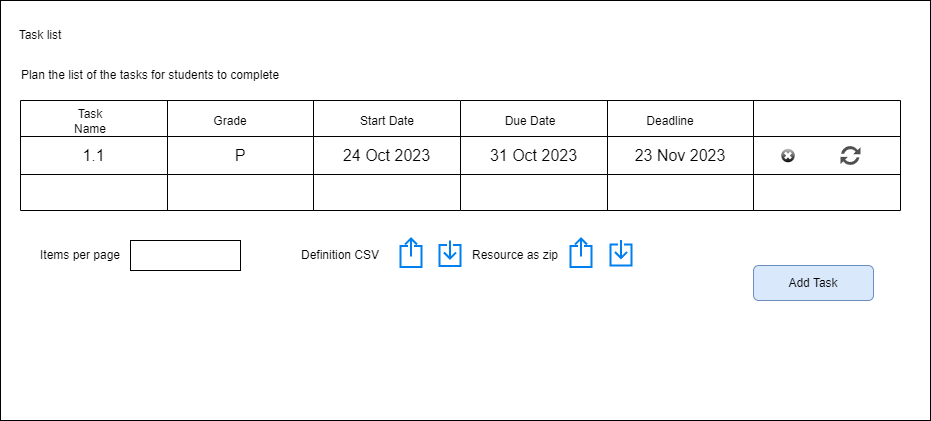 Task list
Plan the list of the tasks for students to complete
Task
Name
Grade
Start Date
Due Date
Deadline
1.1
P
24 Oct 2023
31 Oct 2023
23 Nov 2023
Items per page
Definition CSV
Resource as zip
Add Task